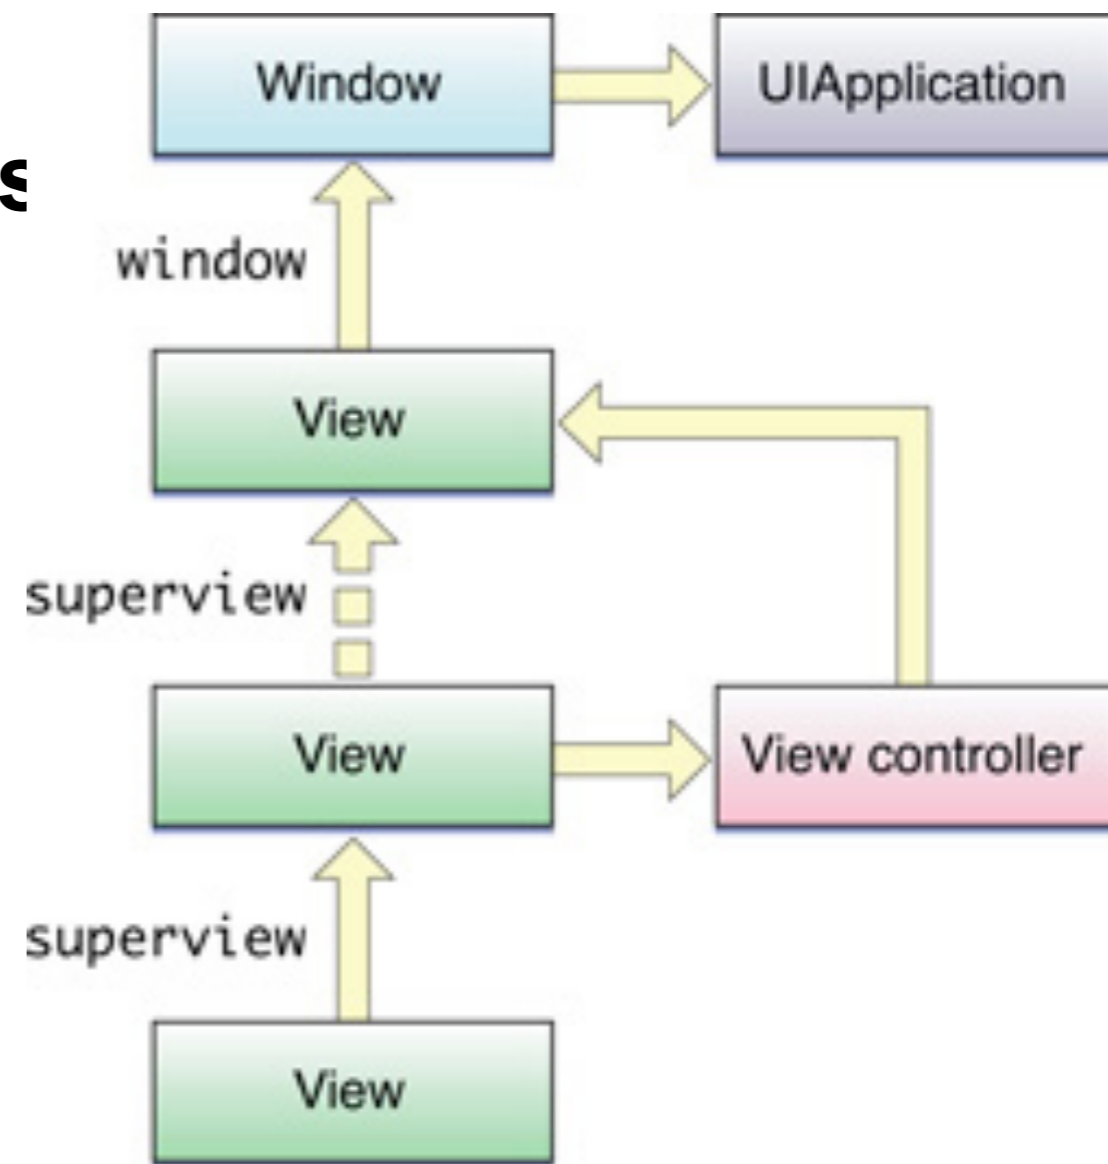 Window
UIApplication
s
window
View
superview
View
View controller
superview
View